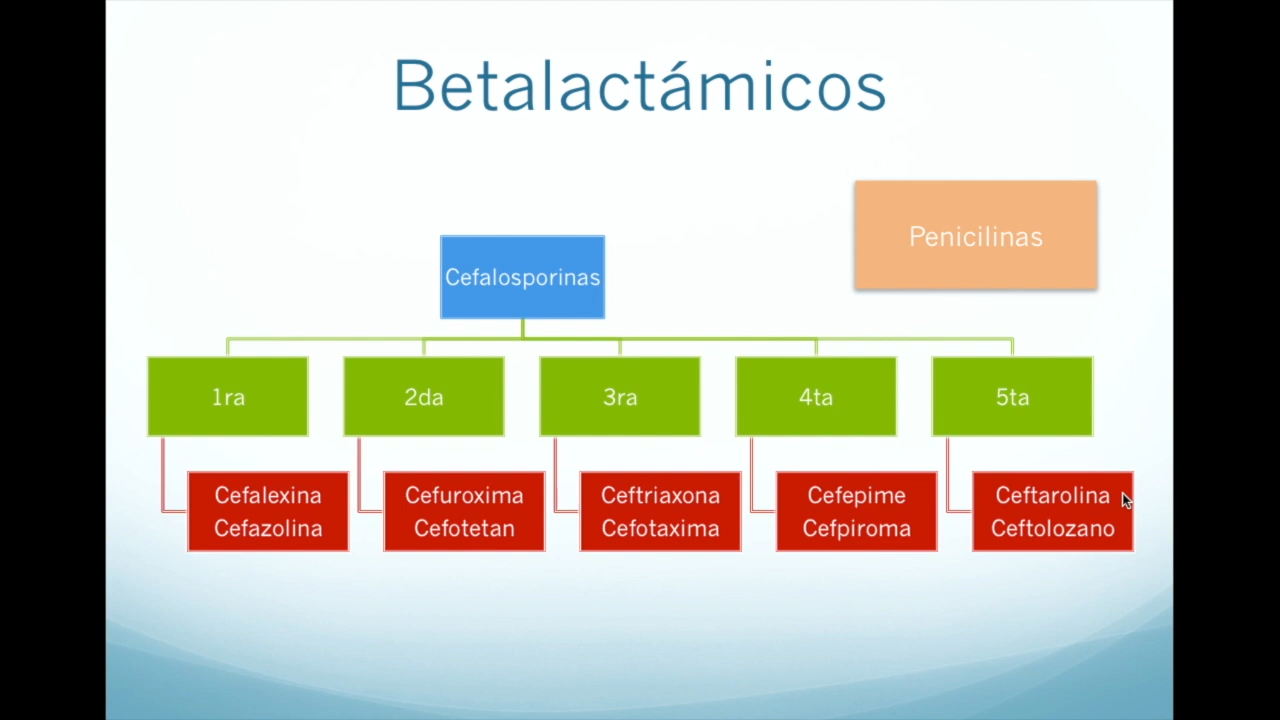 Betalactámicos
Penicilinas
Cefalosporinas
1ra
2da
3ra
4ta
5ta
Cefalexina
Cefazolina
Cefuroxima
Cefotetan
Ceftriaxona
Cefotaxima
Cefepime
Cefpiroma
Ceftarolina
Ceftolozano